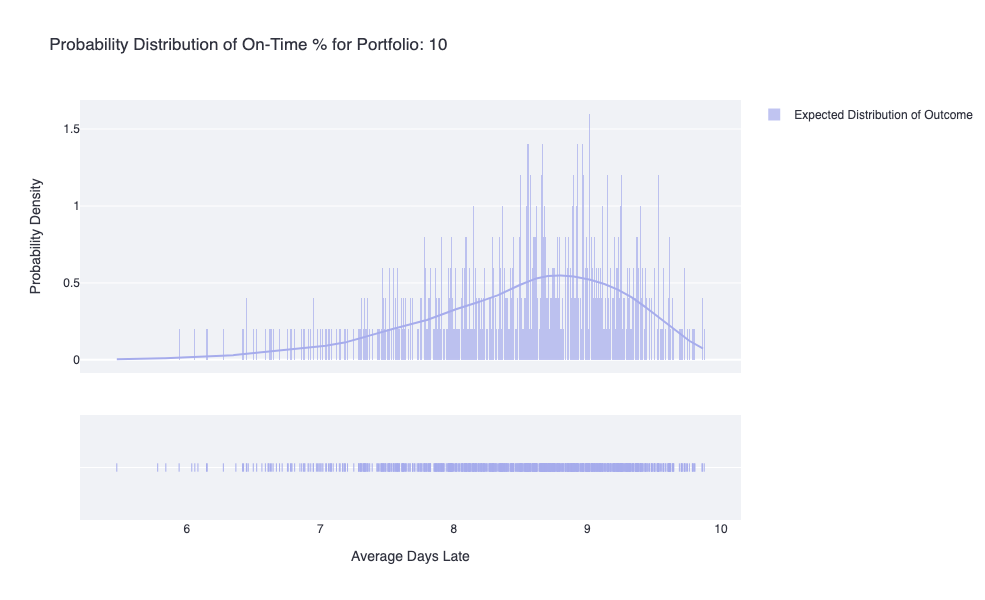 Probability Distribution of On-Time % for Portfolio: 10
Expected Distribution of Outcome
Probability Density
1.5
1
0.5
0
6 7 8 9 10
Average Days Late